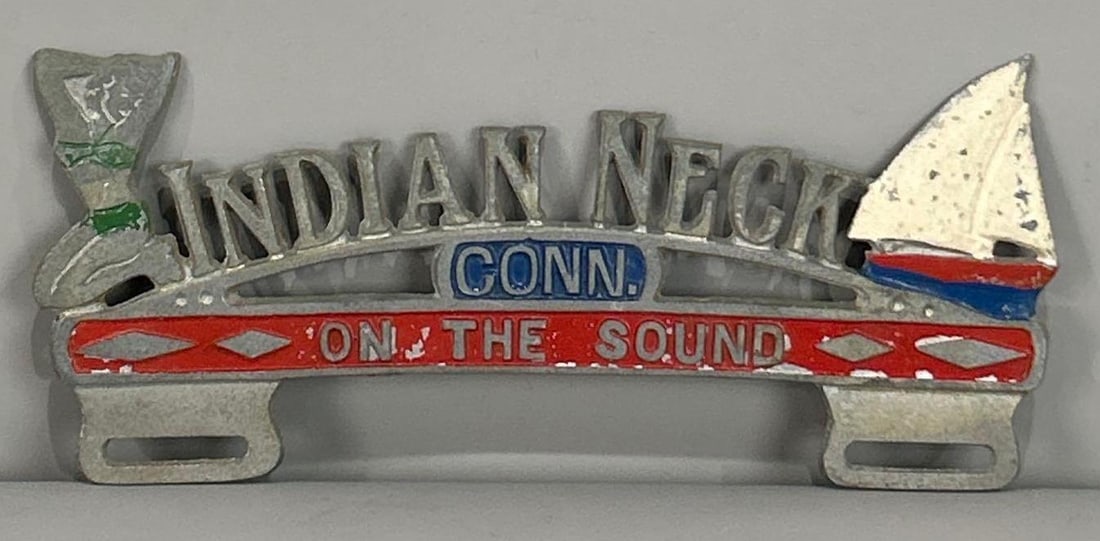 INDIAN NECK
CONN.
ON THE SOUND